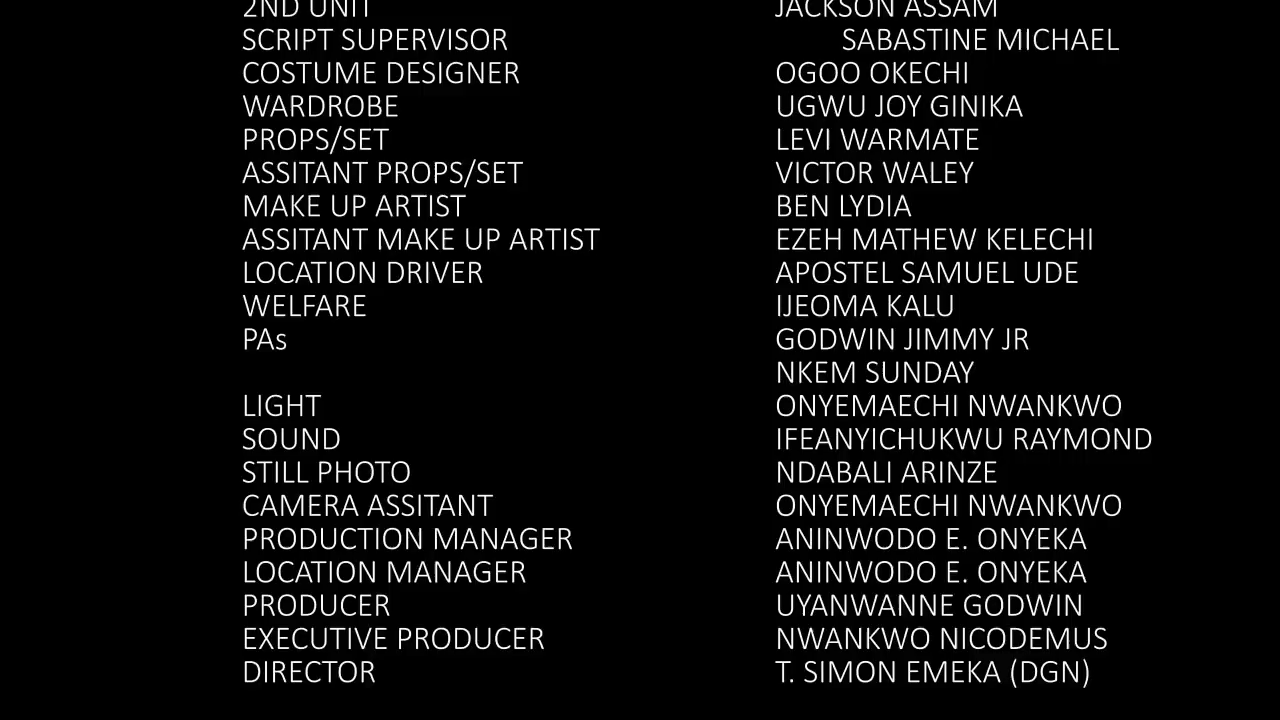 2ND UNIT JACKSON ASSAM
SCRIPT SUPERVISOR SABASTINE MICHAEL
COSTUME DESIGNER OGOO OKECHI
WARDROBE UGWU JOY GINIKA
PROPS/SET LEVI WARMATE
ASSITANT PROPS/SET VICTOR WALEY
MAKE UP ARTIST BEN LYDIA
ASSITANT MAKE UP ARTIST EZEH MATHEW KELECHI
LOCATION DRIVER APOSTEL SAMUEL UDE
WELFARE IJEOMA KALU
PAs GODWIN JIMMY JR
NKEM SUNDAY
LIGHT ONYEMAECHI NWANKWO
SOUND IFEANYICHUKWU RAYMOND
STILL PHOTO NDABALI ARINZE
CAMERA ASSITANT ONYEMAECHI NWANKWO
PRODUCTION MANAGER ANINWODO E. ONYEKA
LOCATION MANAGER ANINWODO E. ONYEKA
PRODUCER UYANWANNE GODWIN
EXECUTIVE PRODUCER NWANKWO NICODEMUS
DIRECTOR T. SIMON EMEKA (DGN)